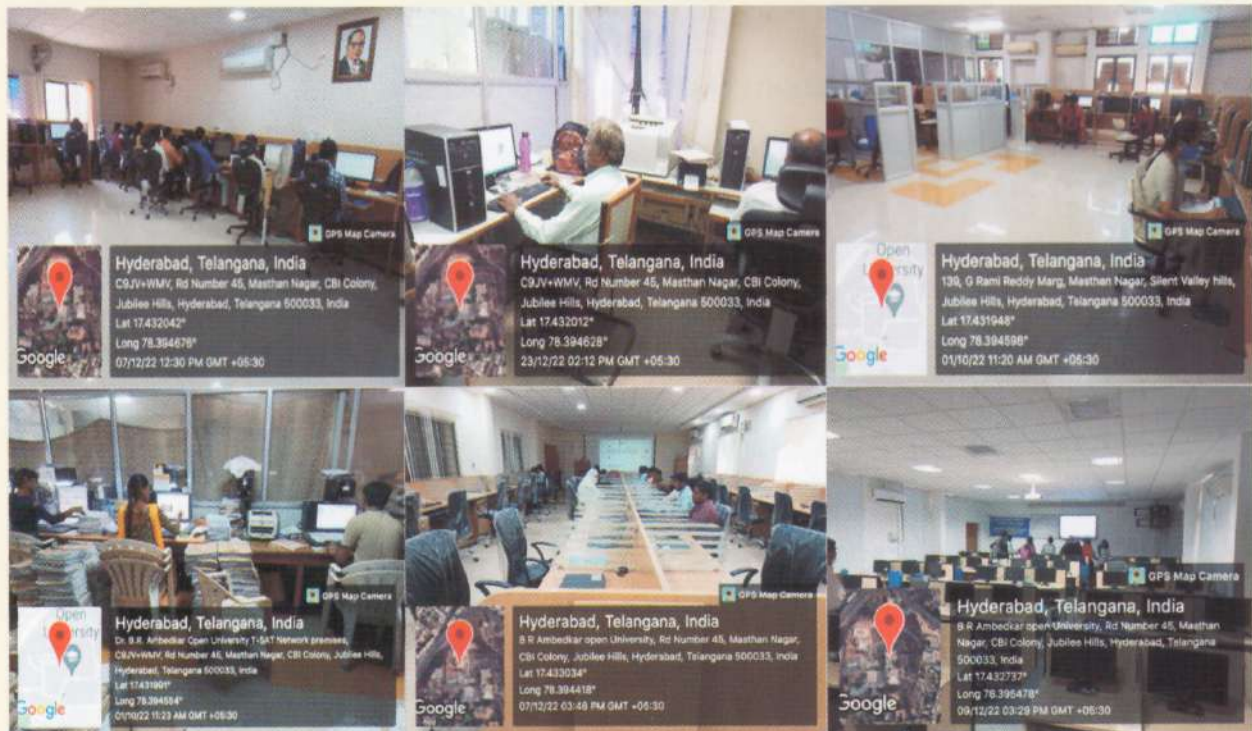 GPS Map Camera
Hyderabad, Telangana, India
C9JV+WMV, Rd Number 45, Masthan Nagar, CBI Colony,
Jubilee Hills, Hyderabad, Telangana 500033, India
Lat 17.432042°
Long 78.394676°
07/12/22 12:30 PM GMT +05:30
Google
GPS Map Camera
Hyderabad, Telangana, India
C9JV+WMV, Rd Number 45, Masthan Nagar, CBI Colony,
Jubilee Hills, Hyderabad, Telangana 500033, India
Lat 17.432012°
Long 78.394628°
23/12/22 02:12 PM GMT +05:30
Google
GPS Map Camera
Open
University
Hyderabad, Telangana, India
139, G Rami Reddy Marg, Masthan Nagar, Silent Valley hills,
Jubilee Hills, Hyderabad, Telangana 500033, India
Lat 17.431948°
Long 78.394598°
01/10/22 11:20 AM GMT +05:30
Google
GPS Map Camera
Open
University
Hyderabad, Telangana, India
Dr. B.R. Ambedkar Open University T-SAT Network premises,
C9JV+WMV, Rd Number 45, Masthan Nagar, CBI Colony, Jubilee Hills,
Hyderabad, Telangana 500033, India
Lat 17.431991°
Long 78.394554°
01/10/22 11:23 AM GMT +05:30
Google
GPS Map Camera
Hyderabad, Telangana, India
B R Ambedkar open University, Rd Number 45, Masthan Nagar,
CBI Colony, Jubilee Hills, Hyderabad, Telangana 500033, India
Lat 17.433034°
Long 78.394418°
07/12/22 03:46 PM GMT +05:30
Google
GPS Map Camera
Hyderabad, Telangana, India
B R Ambedkar open University, Rd Number 45, Masthan
Nagar, CBI Colony, Jubilee Hills, Hyderabad, Telangana
500033, India
Lat 17.432737°
Long 78.395478°
09/12/22 03:29 PM GMT +05:30
Google